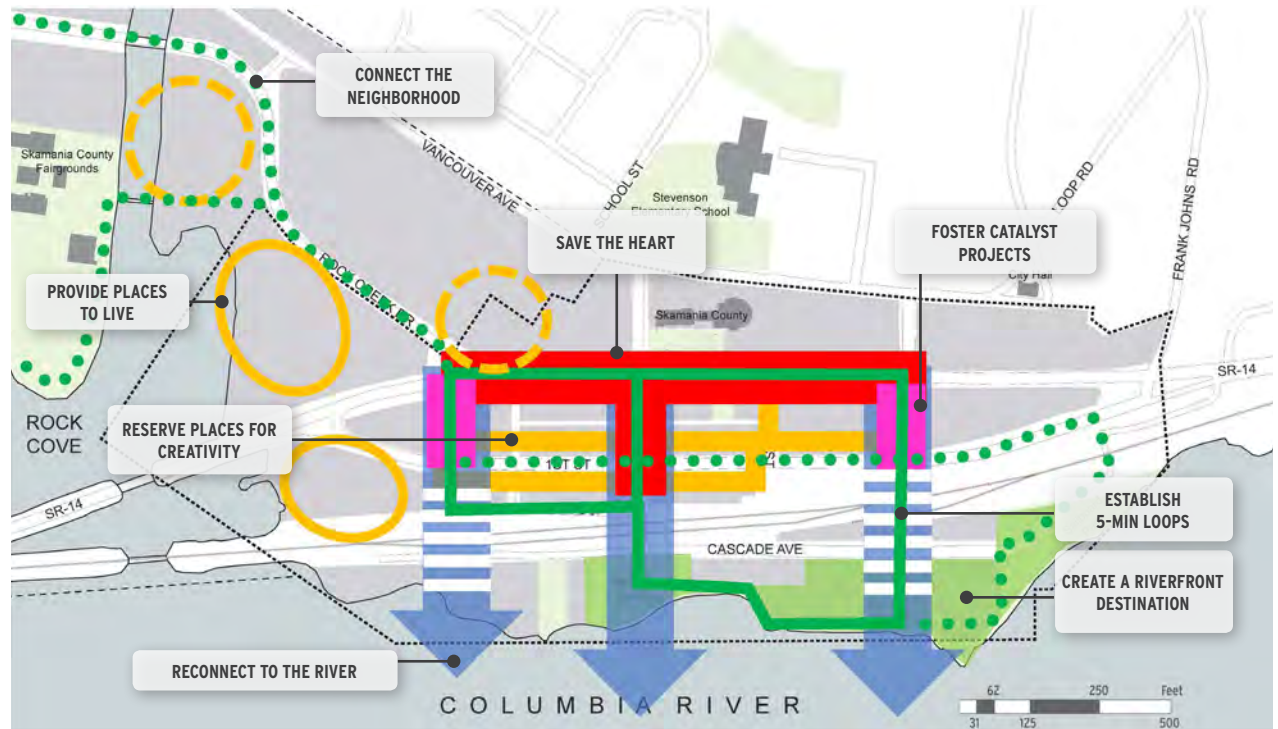 CONNECT THE
NEIGHBORHOOD
Skamania County
Fairgrounds
VANCOUVER AVE
SCHOOL ST
Stevenson
Elementary School
LOOP RD
FRANK JOHNS RD
SAVE THE HEART
FOSTER CATALYST
PROJECTS
City Hall
PROVIDE PLACES
TO LIVE
ROCK CREEK DR
Skamania County
SR-14
ROCK
COVE
RESERVE PLACES FOR
CREATIVITY
1ST ST
SR-14
ESTABLISH
5-MIN LOOPS
CASCADE AVE
CREATE A RIVERFRONT
DESTINATION
RECONNECT TO THE RIVER
COLUMBIA RIVER
62 250 Feet
31 125 500